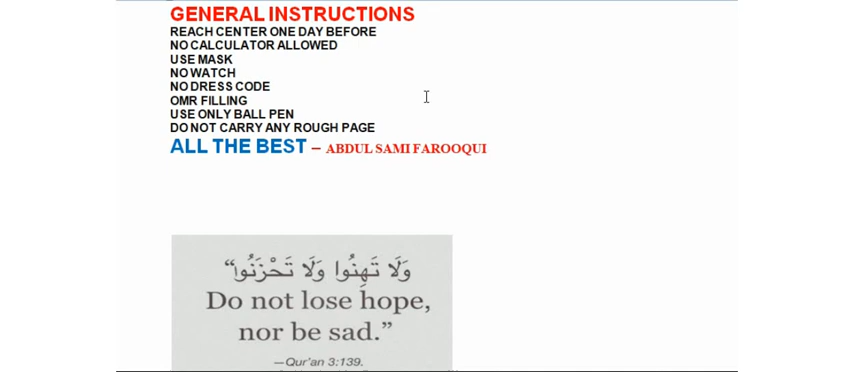 GENERAL INSTRUCTIONS
REACH CENTER ONE DAY BEFORE
NO CALCULATOR ALLOWED
USE MASK
NO WATCH
NO DRESS CODE
OMR FILLING
USE ONLY BALL PEN
DO NOT CARRY ANY ROUGH PAGE
ALL THE BEST – ABDUL SAMI FAROOQUI
“وَلَا تَهِنُوا وَلَا تَحْزَنُوا
Do not lose hope,
nor be sad.”
—Qur'an 3:139.